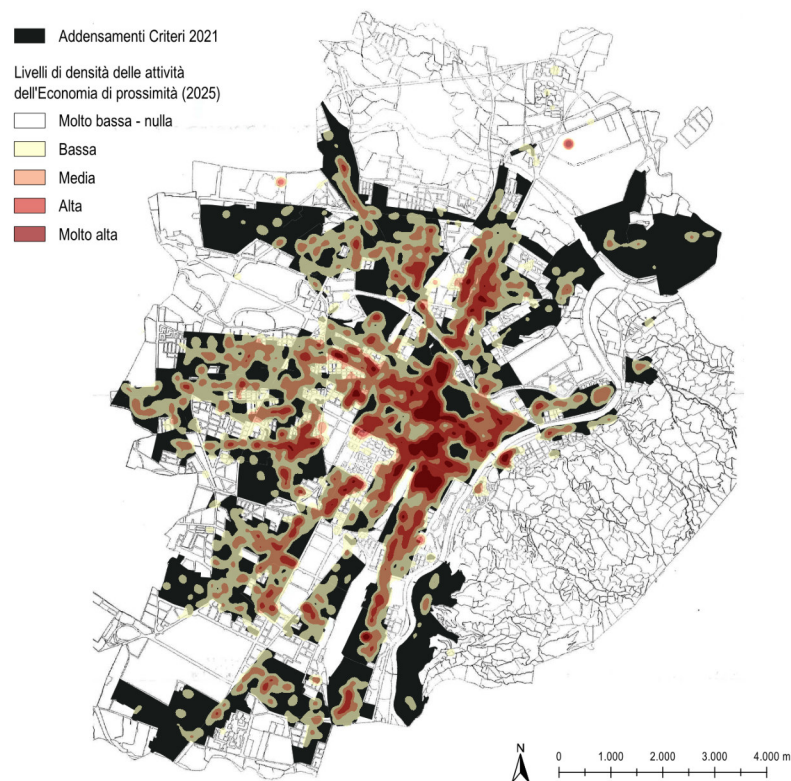 Addensamenti Criteri 2021
Livelli di densità delle attività
dell'Economia di prossimità (2025)
Molto bassa - nulla
Bassa
Media
Alta
Molto alta
N
0 1.000 2.000 3.000 4.000 m